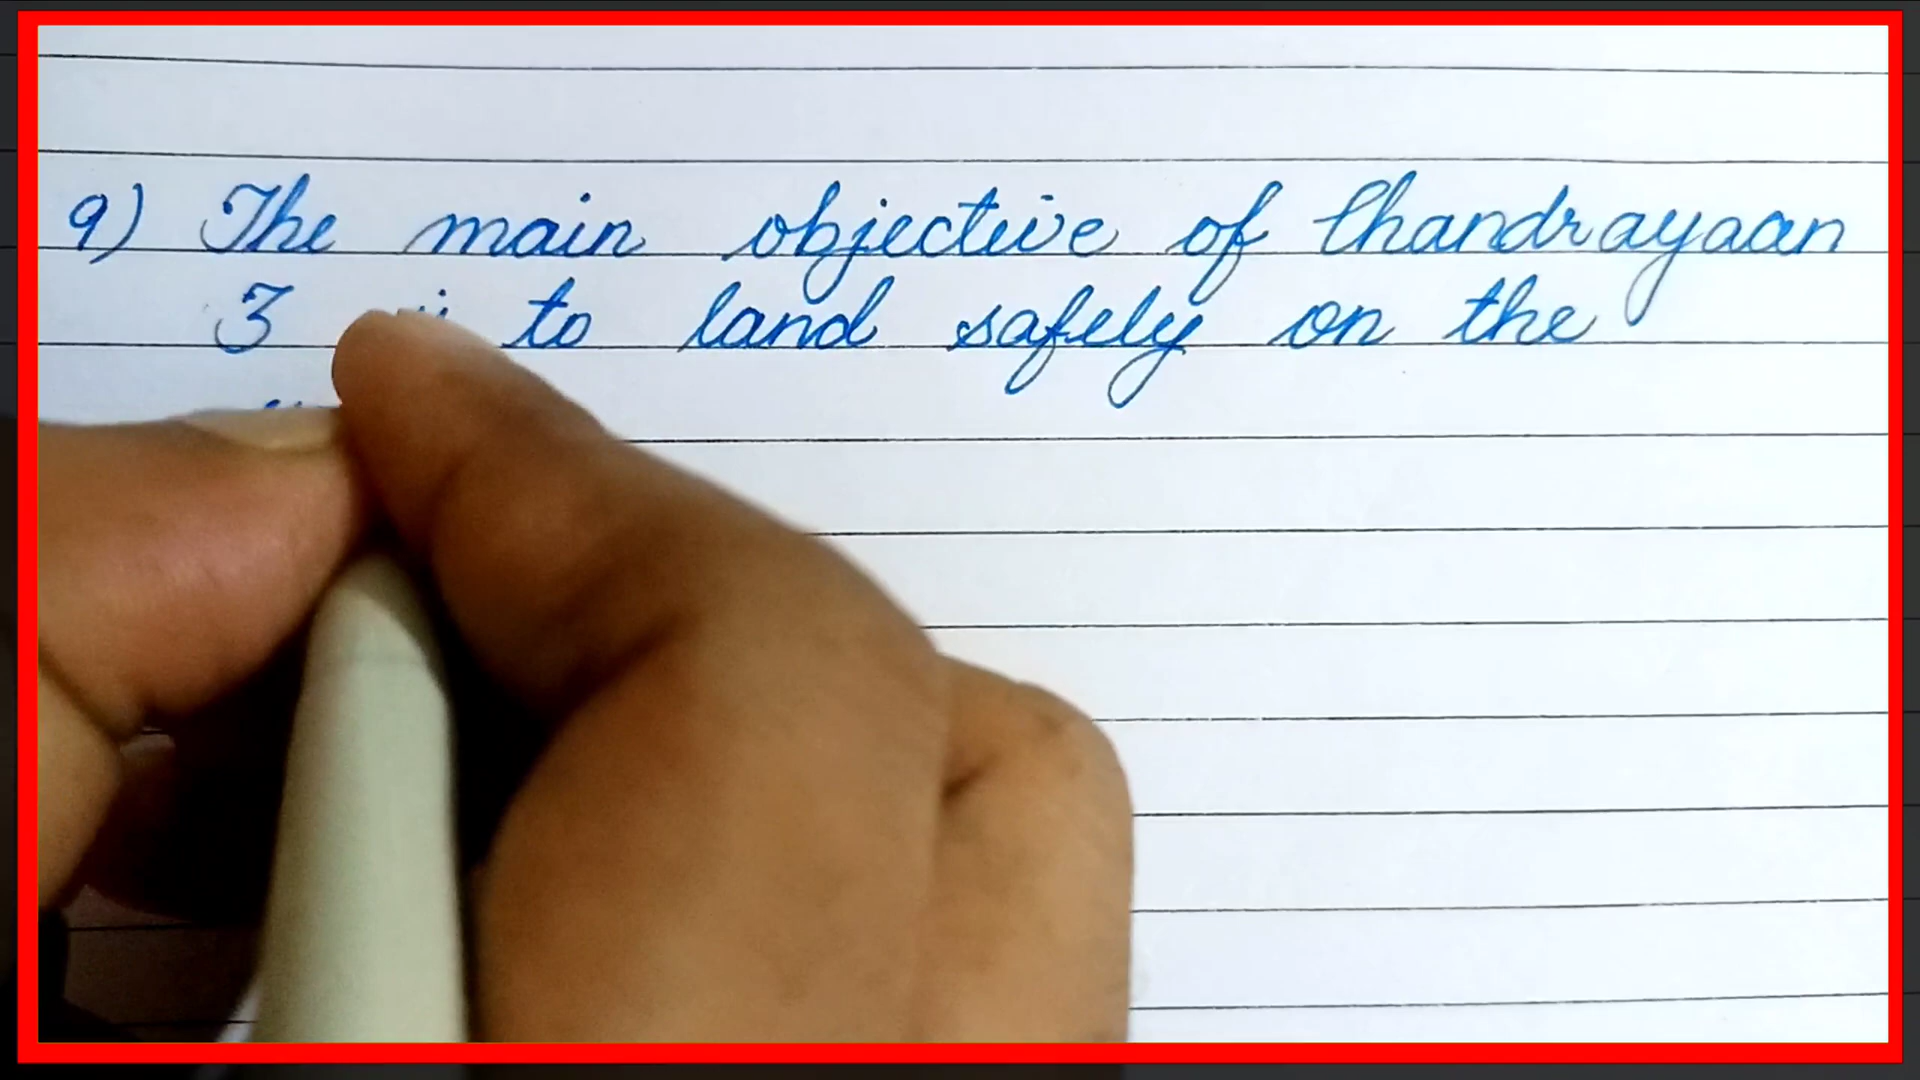 9) The main objective of Chandrayaan
3 to land safely on the